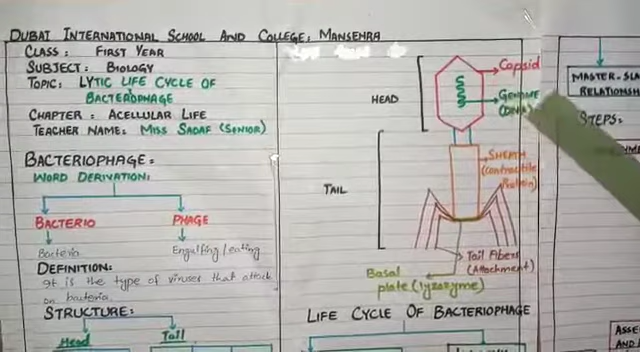 DUBAI INTERNATIONAL SCHOOL AND COLLEGE, MANSEHRA
CLASS: FIRST YEAR
SUBJECT: BIOLOGY
TOPIC: LYTIC LIFE CYCLE OF
BACTERIOPHAGE
CHAPTER: ACELLULAR LIFE
TEACHER NAME: MISS SADAF (SENIOR)
BACTERIOPHAGE:
WORD DERIVATION:
BACTERIO PHAGE
Bacteria Engulfing/eating
DEFINITION:
It is the type of viruses that attack
on bacteria.
STRUCTURE:
Head Tail
HEAD
Capsid
Genome
(DNA)
TAIL
SHEATH
(contractile
Protein)
Tail Fibers
(Attachment)
Basal
plate (lysozyme)
LIFE CYCLE OF BACTERIOPHAGE
MASTER-SLA
RELATIONSH
STEPS:
ASSE
AND